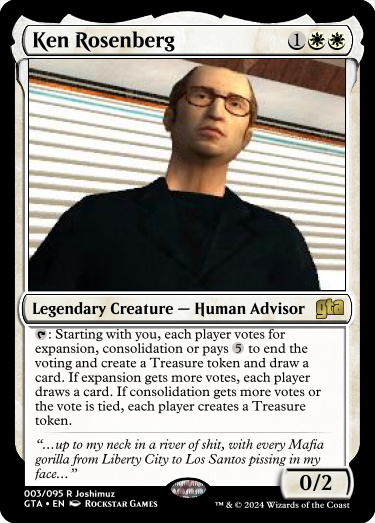 Ken Rosenberg 1
Legendary Creature — Human Advisor gta
: Starting with you, each player votes for
expansion, consolidation or pays 5 to end the
voting and create a Treasure token and draw a
card. If expansion gets more votes, each player
draws a card. If consolidation gets more votes or
the vote is tied, each player creates a Treasure
token.
“…up to my neck in a river of shit, with every Mafia
gorilla from Liberty City to Los Santos pissing in my
face…”
0/2
003/095 R Joshimuz
GTA • EN Rockstar Games
™ & © 2024 Wizards of the Coast